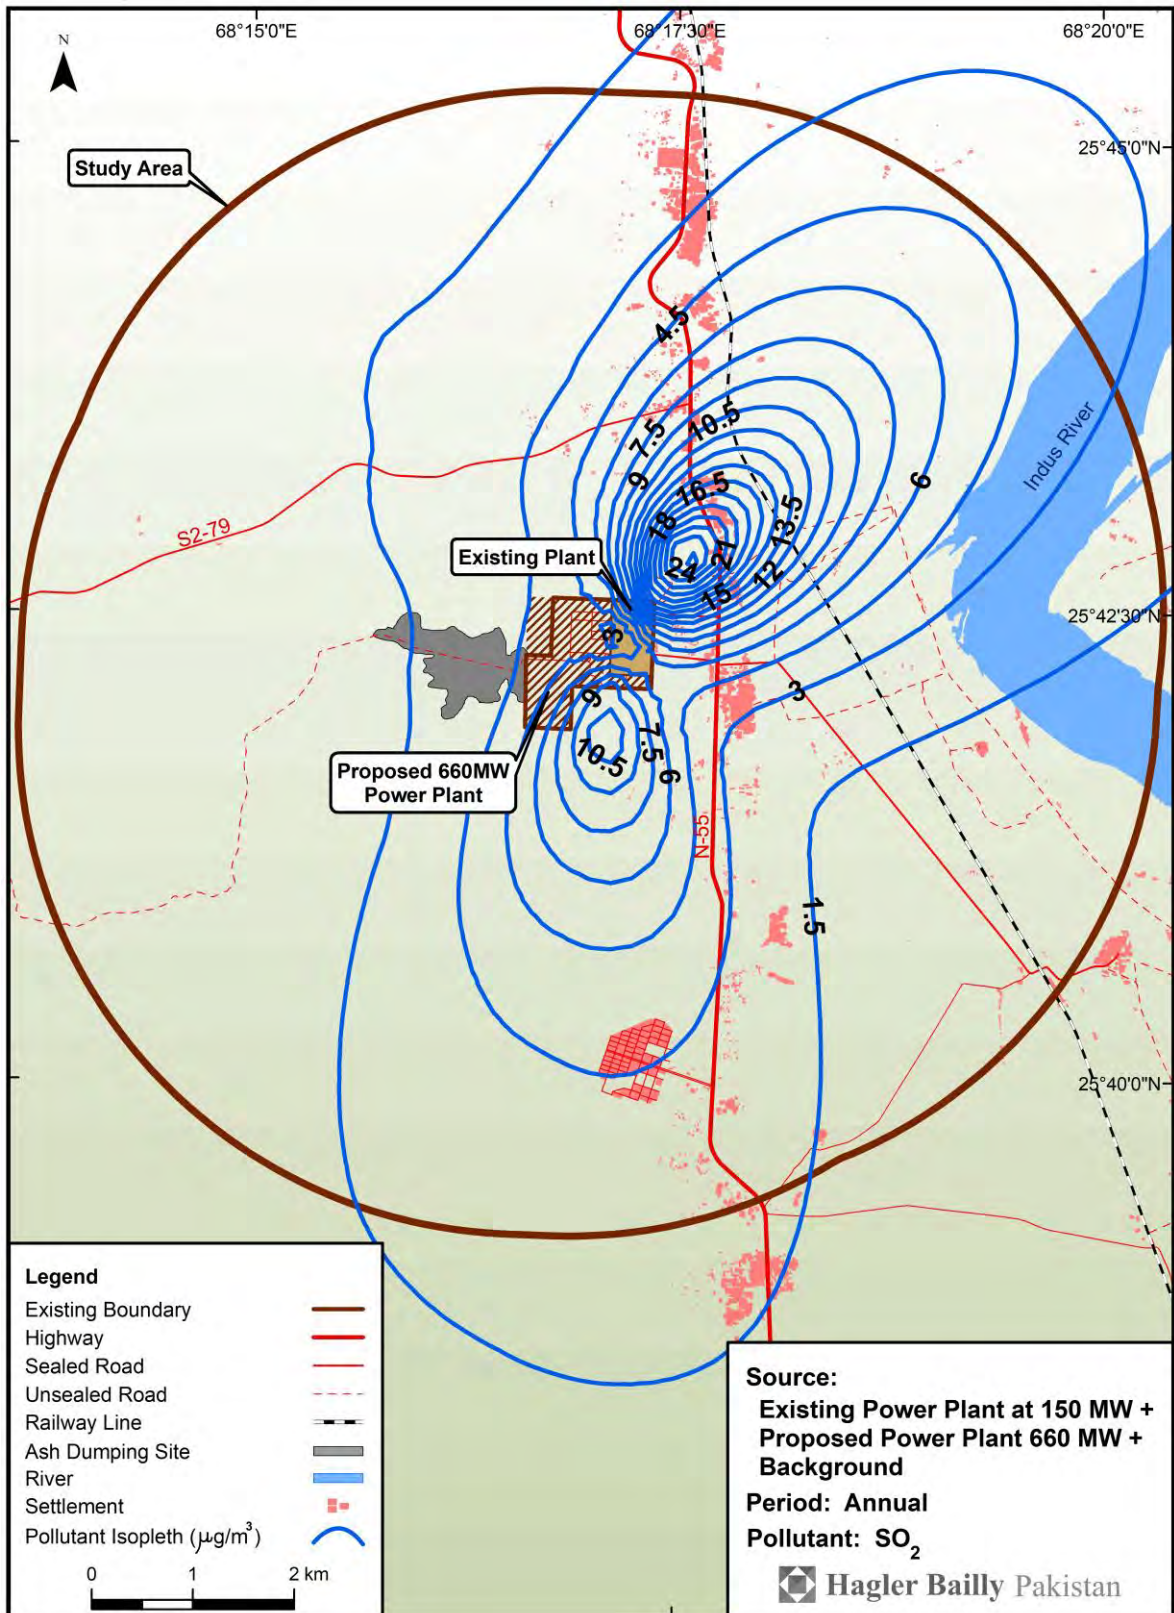 68°15'0"E
68°17'30"E
68°20'0"E
N
25°45'0"N
Study Area
4.5
Indus River
10.5
7.5
9
6
16.5
18
13.5
S2-79
21
Existing Plant
24
12
15
25°42'30"N
3
3
9
7.5
10.5
6
Proposed 660MW
Power Plant
N-55
1.5
25°40'0"N
Legend
Existing Boundary
Highway
Sealed Road
Unsealed Road
Railway Line
Ash Dumping Site
River
Settlement
Pollutant Isopleth (μg/m³)
0 1 2 km
Source:
Existing Power Plant at 150 MW +
Proposed Power Plant 660 MW +
Background
Period: Annual
Pollutant: SO₂
Hagler Bailly Pakistan